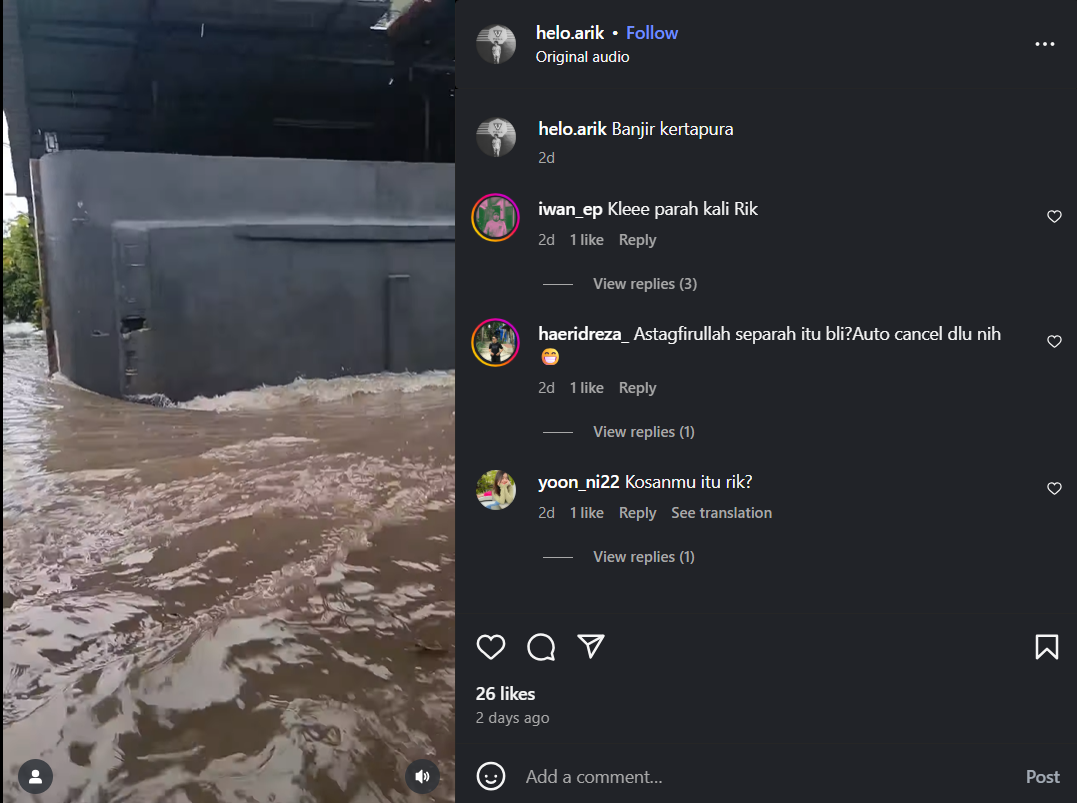 helo.arik • Follow
Original audio
helo.arik Banjir kertapura
2d
iwan_ep Kleee parah kali Rik
2d 1 like Reply
View replies (3)
haeridreza_ Astagfirullah separah itu bli?Auto cancel dlu nih
😁
2d 1 like Reply
View replies (1)
yoon_ni22 Kosanmu itu rik?
2d 1 like Reply See translation
View replies (1)
26 likes
2 days ago
Add a comment...
Post